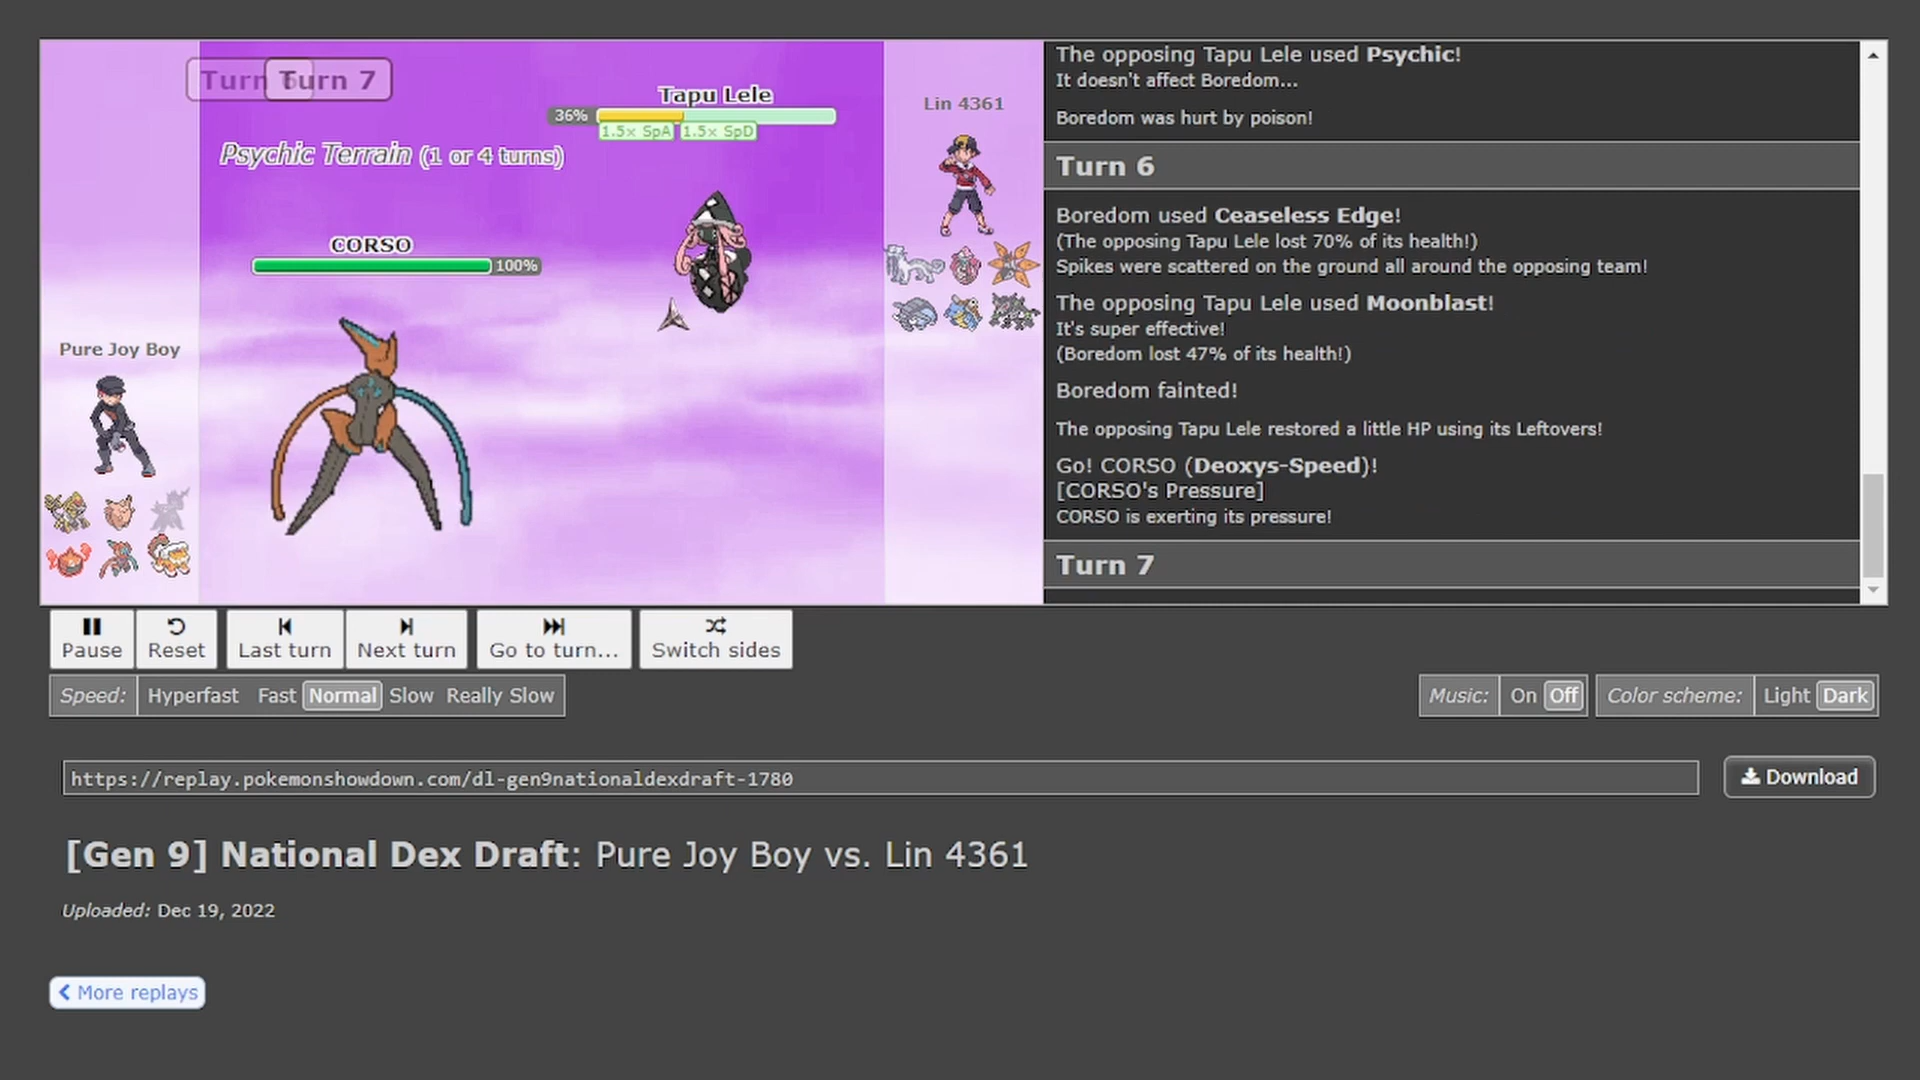 Turn Turn 7
Tapu Lele
36%
1.5× SpA 1.5× SpD
Psychic Terrain (1 or 4 turns)
CORSO
100%
Pure Joy Boy
Lin 4361
The opposing Tapu Lele used Psychic!
It doesn't affect Boredom...
Boredom was hurt by poison!
Turn 6
Boredom used Ceaseless Edge!
(The opposing Tapu Lele lost 70% of its health!)
Spikes were scattered on the ground all around the opposing team!
The opposing Tapu Lele used Moonblast!
It's super effective!
(Boredom lost 47% of its health!)
Boredom fainted!
The opposing Tapu Lele restored a little HP using its Leftovers!
Go! CORSO (Deoxys-Speed)!
[CORSO's Pressure]
CORSO is exerting its pressure!
Turn 7
Pause Reset Last turn Next turn Go to turn... Switch sides
Speed: Hyperfast Fast Normal Slow Really Slow
Music: On Off Color scheme: Light Dark
https://replay.pokemonshowdown.com/dl-gen9nationaldexdraft-1780
Download
[Gen 9] National Dex Draft: Pure Joy Boy vs. Lin 4361
Uploaded: Dec 19, 2022
More replays